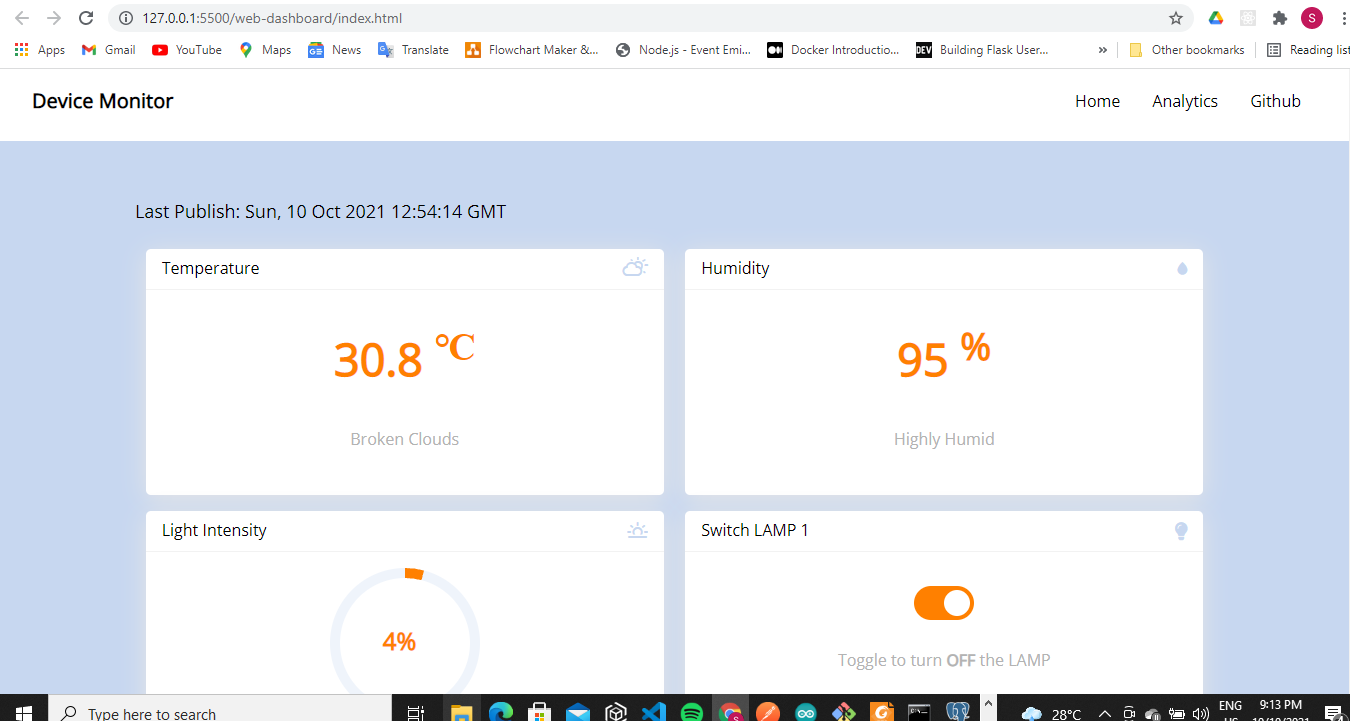 127.0.0.1:5500/web-dashboard/index.html
S
Apps Gmail YouTube Maps News Translate Flowchart Maker &... Node.js - Event Emi... Docker Introductio... DEV Building Flask User... » Other bookmarks Reading list
Device Monitor Home Analytics Github
Last Publish: Sun, 10 Oct 2021 12:54:14 GMT
Temperature
30.8 ℃
Broken Clouds
Humidity
95 %
Highly Humid
Light Intensity
4%
Switch LAMP 1
Toggle to turn OFF the LAMP
Type here to search
28°C
ENG
9:13 PM